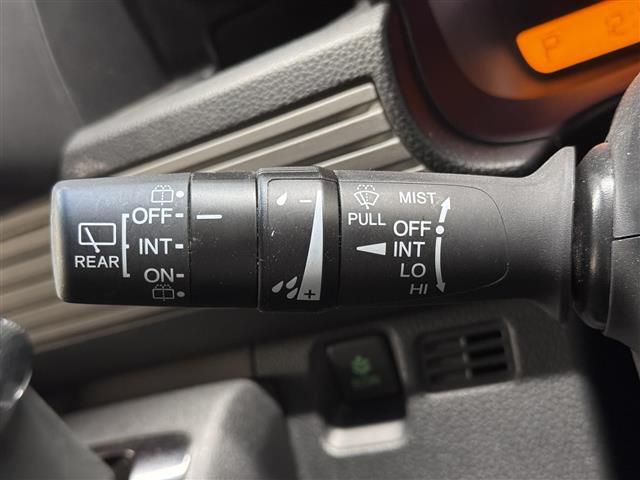 OFF
INT
REAR
ON
− +
PULL
MIST
OFF
INT
LO
HI
P